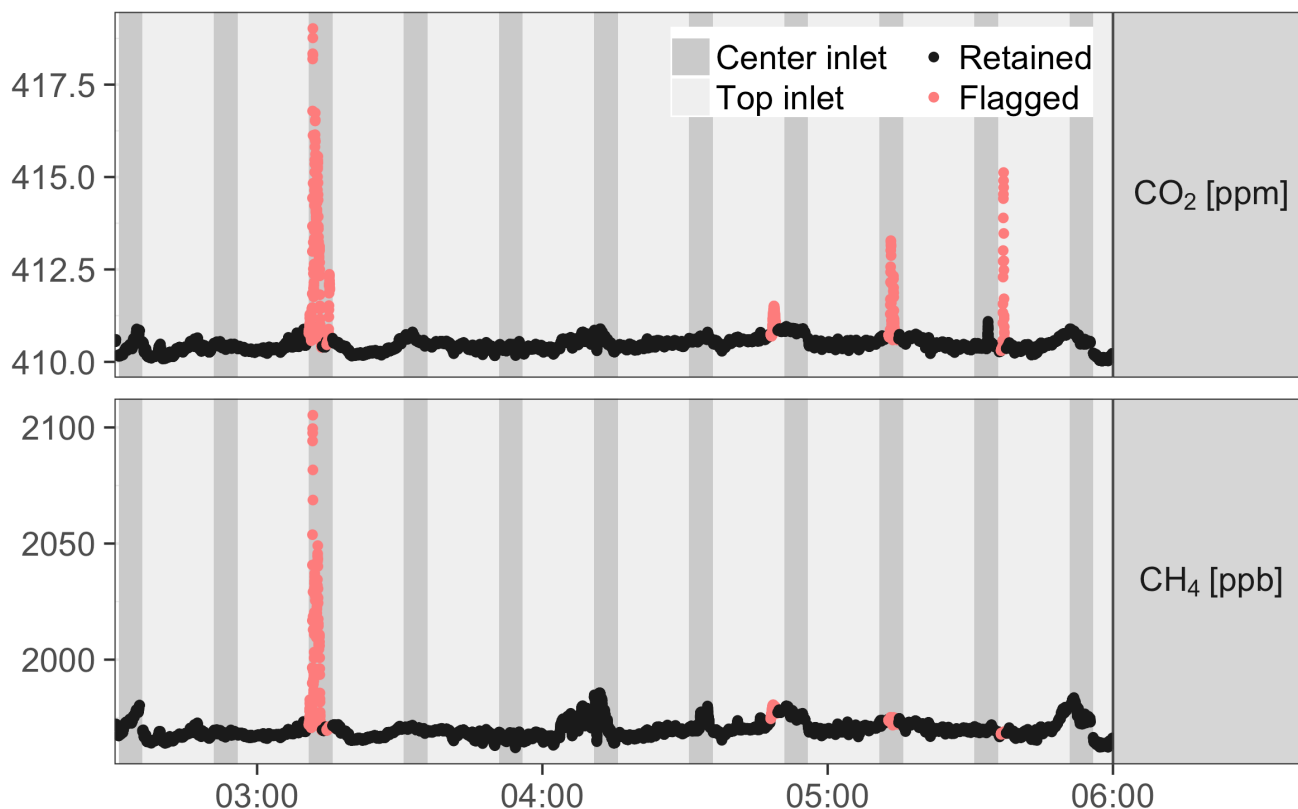 Center inlet
Retained
Top inlet
Flagged
417.5
415.0
412.5
410.0
CO₂ [ppm]
2100
2050
2000
CH₄ [ppb]
03:00 04:00 05:00 06:00